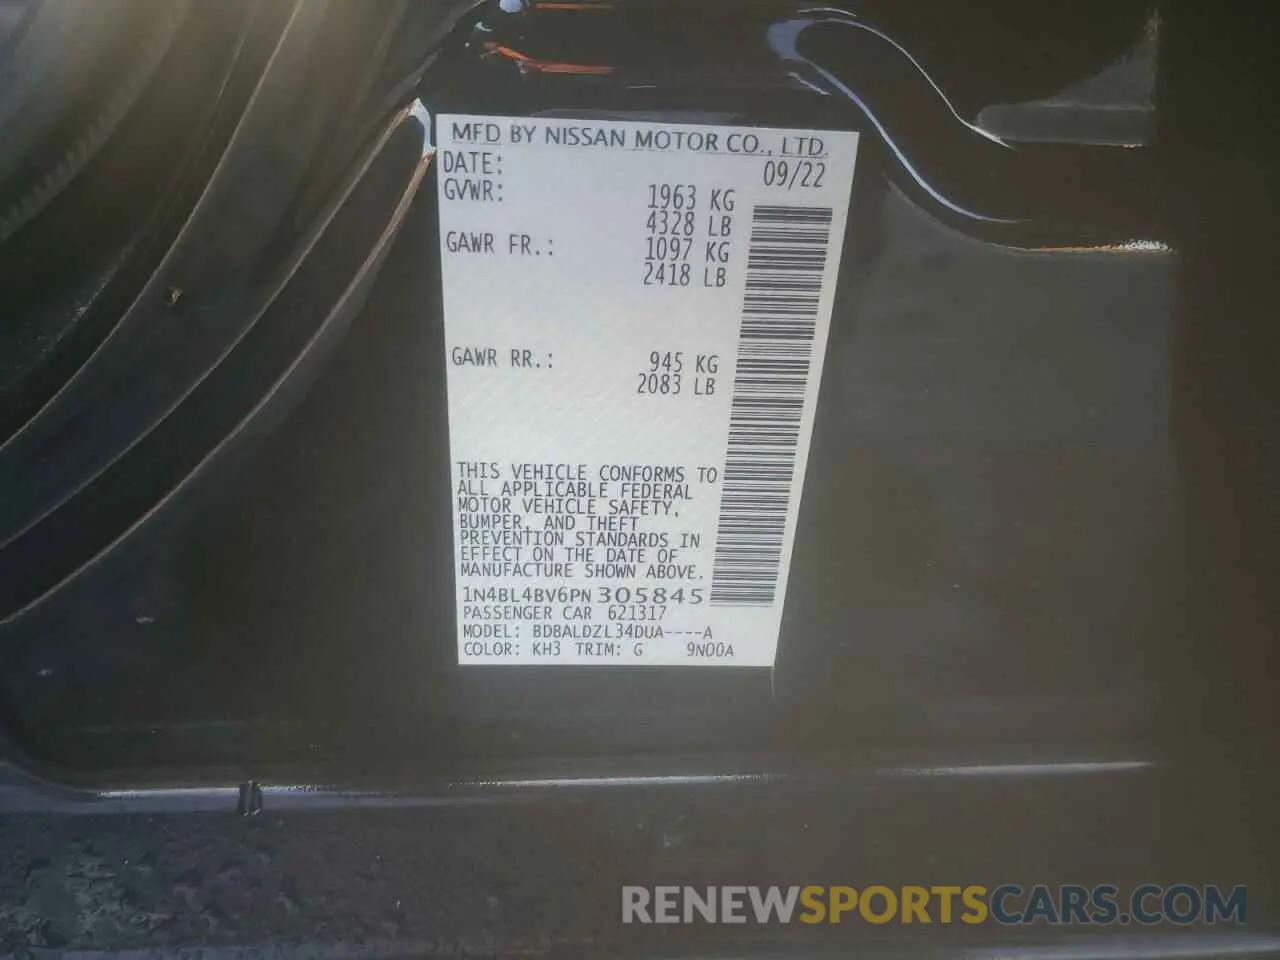 MFD BY NISSAN MOTOR CO., LTD.
DATE: 09/22
GVWR: 1963 KG
4328 LB
GAWR FR.: 1097 KG
2418 LB
GAWR RR.: 945 KG
2083 LB
THIS VEHICLE CONFORMS TO
ALL APPLICABLE FEDERAL
MOTOR VEHICLE SAFETY,
BUMPER, AND THEFT
PREVENTION STANDARDS IN
EFFECT ON THE DATE OF
MANUFACTURE SHOWN ABOVE.
1N4BL4BV6PN305845
PASSENGER CAR 621317
MODEL: BDBALDZL34DUA----A
COLOR: KH3 TRIM: G 9N00A
RENEWSPORTSCARS.COM